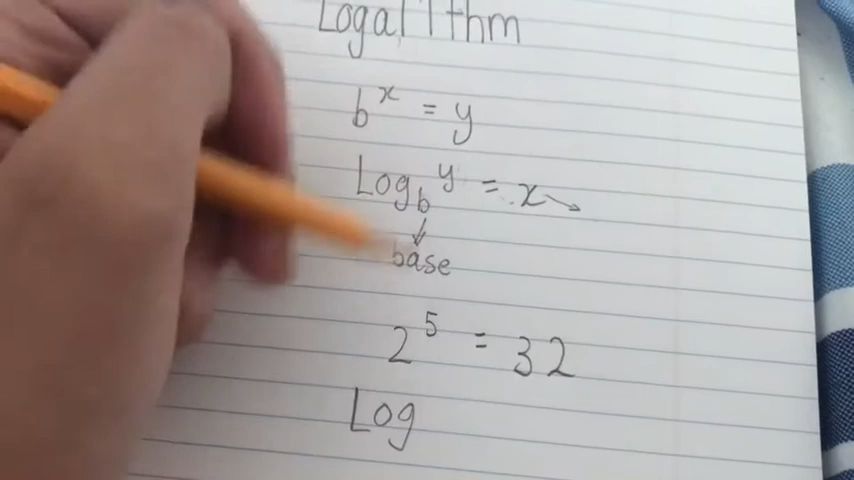 Logarithm
b^x = y
Log_b y = x
base
2^5 = 32
Log